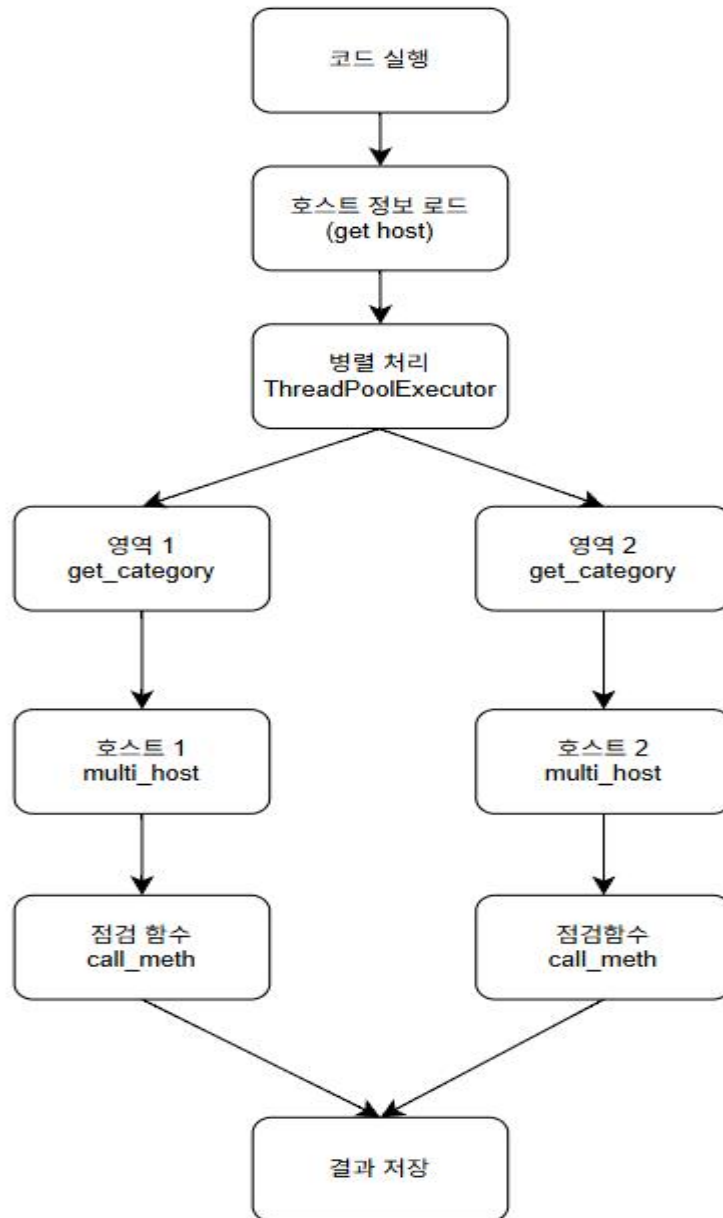 코드 실행
호스트 정보 로드
(get host)
병렬 처리
ThreadPoolExecutor
영역 1
get_category
영역 2
get_category
호스트 1
multi_host
호스트 2
multi_host
점검 함수
call_meth
점검함수
call_meth
결과 저장